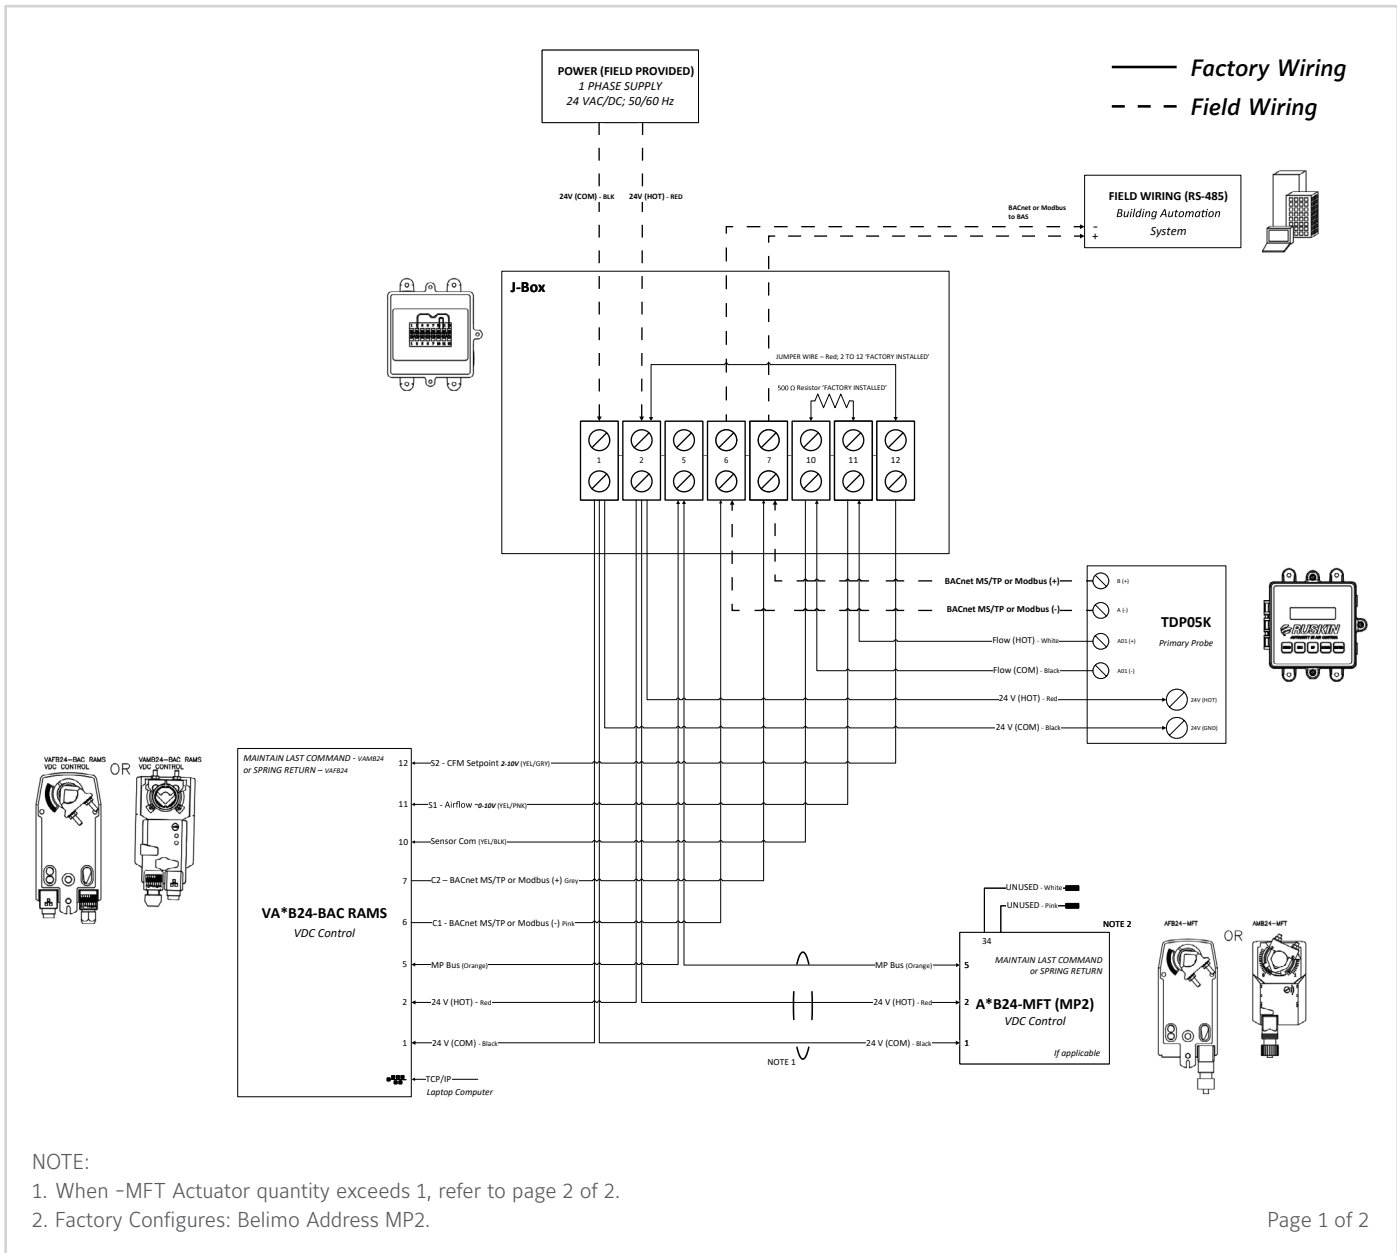 POWER (FIELD PROVIDED)
1 PHASE SUPPLY
24 VAC/DC; 50/60 Hz
Factory Wiring
Field Wiring
24V (COM) - BLK
24V (HOT) - RED
BACnet or Modbus
to BAS
FIELD WIRING (RS-485)
Building Automation
System
-
+
J-Box
JUMPER WIRE – Red; 2 TO 12 'FACTORY INSTALLED'
500 Ω Resistor 'FACTORY INSTALLED'
1
2
5
6
7
10
11
12
BACnet MS/TP or Modbus (+)
B (+)
BACnet MS/TP or Modbus (-)
A (-)
TDP05K
Primary Probe
Flow (HOT) - White
A01 (+)
Flow (COM) - Black
A01 (-)
24 V (HOT) - Red
24V (HOT)
24 V (COM) - Black
24V (GND)
RUSKIN
VAFB24-BAC RAMS
VDC CONTROL
OR
VAMB24-BAC RAMS
VDC CONTROL
MAINTAIN LAST COMMAND - VAMB24
or SPRING RETURN – VAFB24
12
S2 - CFM Setpoint 2-10V (YEL/GRY)
11
S1 - Airflow ~0-10V (YEL/PNK)
10
Sensor Com (YEL/BLK)
7
C2 – BACnet MS/TP or Modbus (+) Grey
VA*B24-BAC RAMS
VDC Control
6
C1 - BACnet MS/TP or Modbus (-) Pink
5
MP Bus (Orange)
2
24 V (HOT) - Red
1
24 V (COM) - Black
TCP/IP
Laptop Computer
UNUSED - White
UNUSED - Pink
NOTE 2
34
MAINTAIN LAST COMMAND
or SPRING RETURN
MP Bus (Orange)
5
24 V (HOT) - Red
2
A*B24-MFT (MP2)
VDC Control
24 V (COM) - Black
1
If applicable
NOTE 1
AFB24-MFT
OR
AMB24-MFT
NOTE:
1. When -MFT Actuator quantity exceeds 1, refer to page 2 of 2.
2. Factory Configures: Belimo Address MP2.
Page 1 of 2